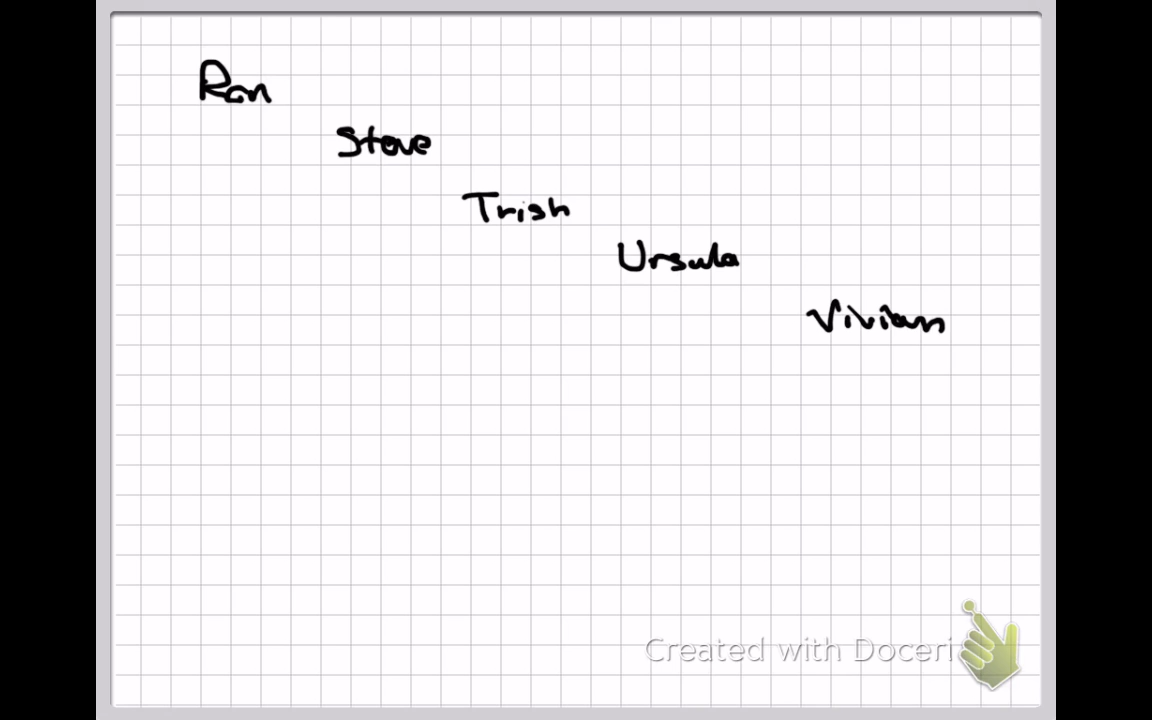 Ron
Steve
Trish
Ursula
Vivian
Created with Doceri